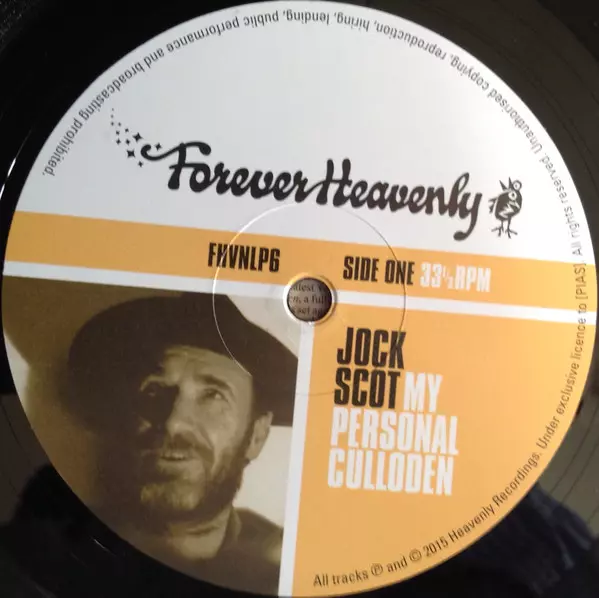 Forever Heavenly
FHVNLP6
SIDE ONE 33⅓RPM
JOCK
SCOT MY
PERSONAL
CULLODEN
All tracks ℗ and © 2015 Heavenly Recordings. Under exclusive licence to [PIAS]. All rights reserved. Unauthorised copying, reproduction, hiring, lending, public performance and broadcasting prohibited.